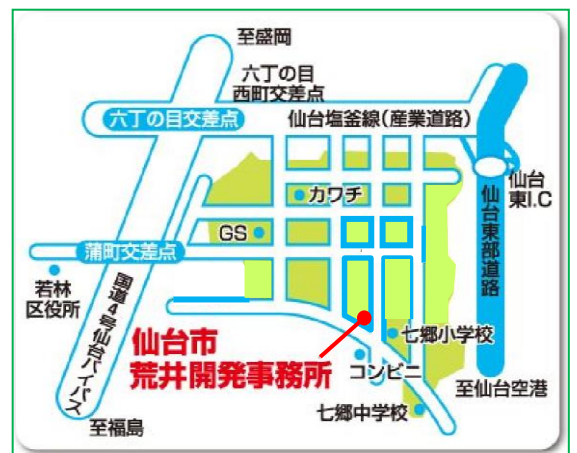 至盛岡
六丁の目
西町交差点
六丁の目交差点
仙台塩釜線(産業道路)
カワチ
仙台
東I.C
GS
仙台東部道路
蒲町交差点
若林
区役所
国道4号仙台バイパス
仙台市
荒井開発事務所
七郷小学校
コンビニ
至仙台空港
七郷中学校
至福島